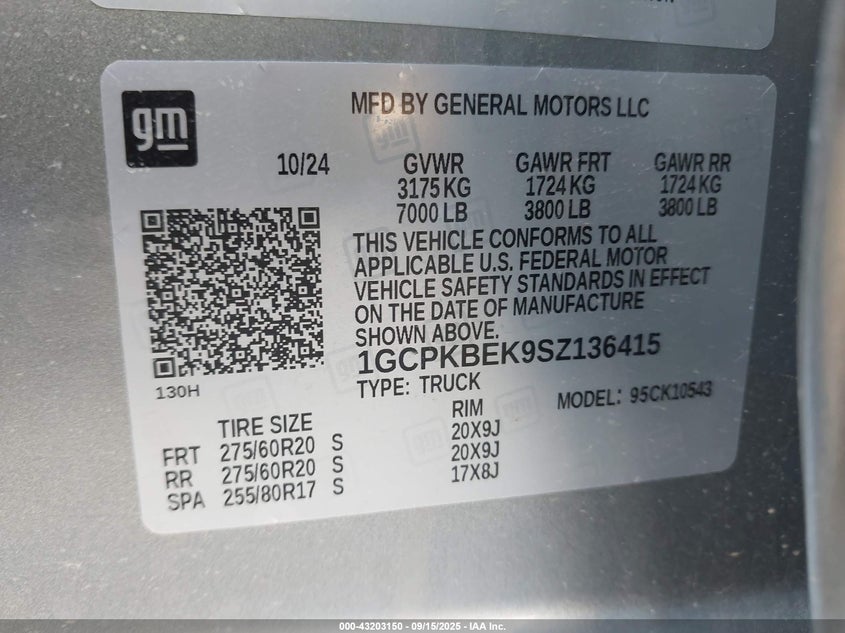 gm
MFD BY GENERAL MOTORS LLC
10/24 GVWR GAWR FRT GAWR RR
3175 KG 1724 KG 1724 KG
7000 LB 3800 LB 3800 LB
THIS VEHICLE CONFORMS TO ALL
APPLICABLE U.S. FEDERAL MOTOR
VEHICLE SAFETY STANDARDS IN EFFECT
ON THE DATE OF MANUFACTURE
SHOWN ABOVE.
1GCPKBEK9SZ136415
TYPE: TRUCK MODEL: 95CK10543
130H
TIRE SIZE RIM
FRT 275/60R20 S 20X9J
RR 275/60R20 S 20X9J
SPA 255/80R17 S 17X8J
000-43203150 - 09/15/2025 - IAA Inc.